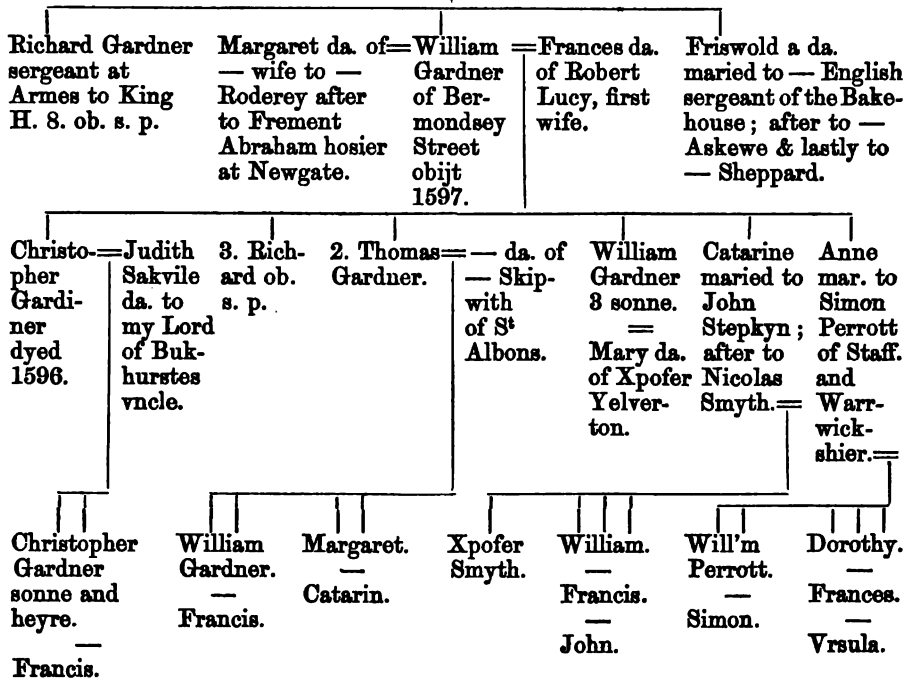 Richard Gardner
sergeant at
Armes to King
H. 8. ob. s. p.
Margaret da. of=
— wife to —
Roderey after
to Frement
Abraham hosier
at Newgate.
William
Gardner
of Ber-
mondsey
Street
obijt
1597.
=Frances da.
of Robert
Lucy, first
wife.
Friswold a da.
maried to — English
sergeant of the Bake-
house; after to —
Askewe & lastly to
— Sheppard.
Christo-=
pher
Gardi-
ner
dyed
1596.
Judith
Sakvile
da. to
my Lord
of Buk-
hurstes
vncle.
3. Rich-
ard ob.
s. p.
2. Thomas=
Gardner.
— da. of
— Skip-
with
of Sᵗ
Albons.
William
Gardner
3 sonne.
=
Mary da.
of Xpofer
Yelver-
ton.
Catarine
maried to
John
Stepkyn;
after to
Nicolas
Smyth.=
Anne
mar. to
Simon
Perrott
of Staff.
and
Warr-
wick-
shier.=
Christopher
Gardner
sonne and
heyre.
—
Francis.
William
Gardner.
—
Francis.
Margaret.
—
Catarin.
Xpofer
Smyth.
William.
—
Francis.
—
John.
Will'm
Perrott.
—
Simon.
Dorothy.
—
Frances.
—
Vrsula.